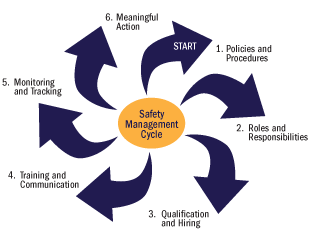 6. Meaningful
Action
START
1. Policies and
Procedures
5. Monitoring
and Tracking
Safety
Management
Cycle
2. Roles and
Responsibilities
4. Training and
Communication
3. Qualification
and Hiring